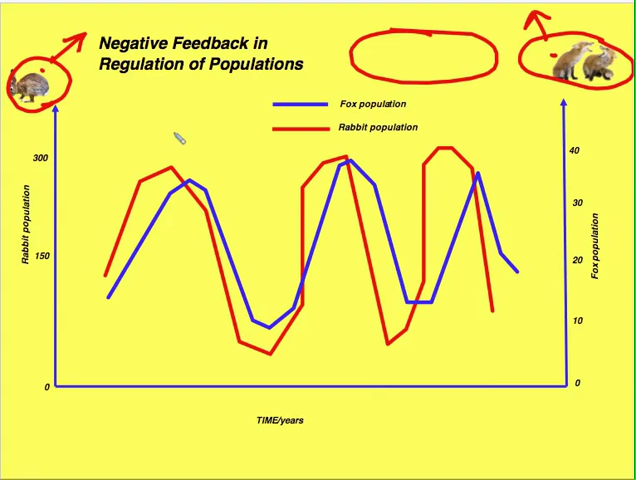 Negative Feedback in
Regulation of Populations
Fox population
Rabbit population
300
150
0
Rabbit population
40
30
20
10
0
Fox population
TIME/years